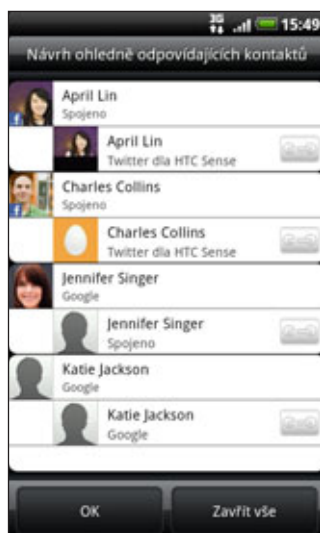 3G 15:49
Návrh ohledně odpovídajících kontaktů
April Lin
Spojeno
April Lin
Twitter dla HTC Sense
Charles Collins
Spojeno
Charles Collins
Twitter dla HTC Sense
Jennifer Singer
Google
Jennifer Singer
Spojeno
Katie Jackson
Google
Katie Jackson
Google
OK Zavřít vše